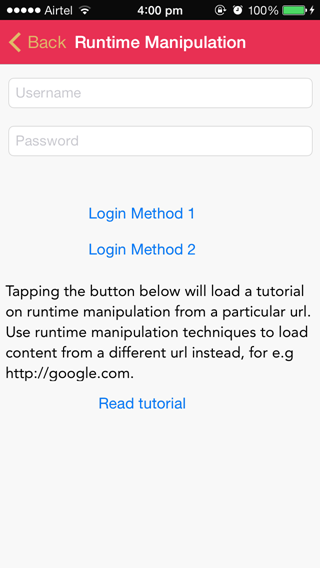 Airtel 4:00 pm 100%
Back Runtime Manipulation
Username
Password
Login Method 1
Login Method 2
Tapping the button below will load a tutorial
on runtime manipulation from a particular url.
Use runtime manipulation techniques to load
content from a different url instead, for e.g
http://google.com.
Read tutorial